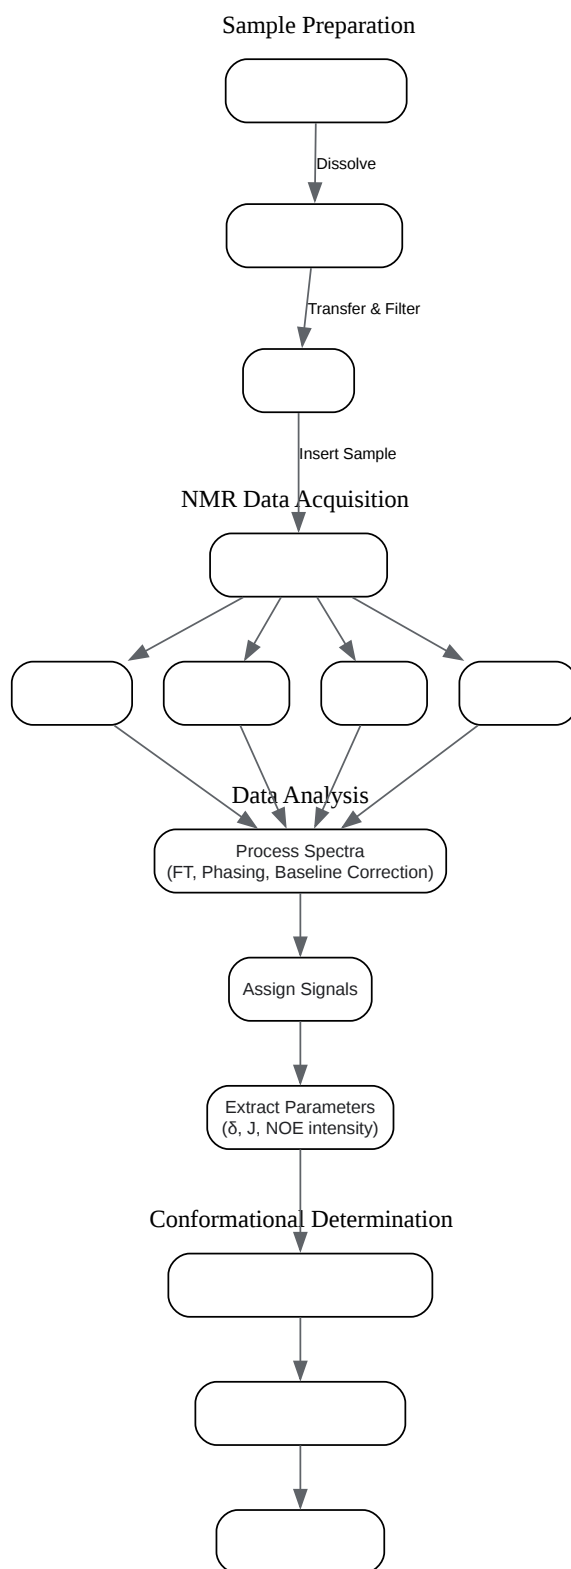 Sample Preparation
Dissolve
Transfer & Filter
Insert Sample
NMR Data Acquisition
Data Analysis
Process Spectra
(FT, Phasing, Baseline Correction)
Assign Signals
Extract Parameters
(δ, J, NOE intensity)
Conformational Determination